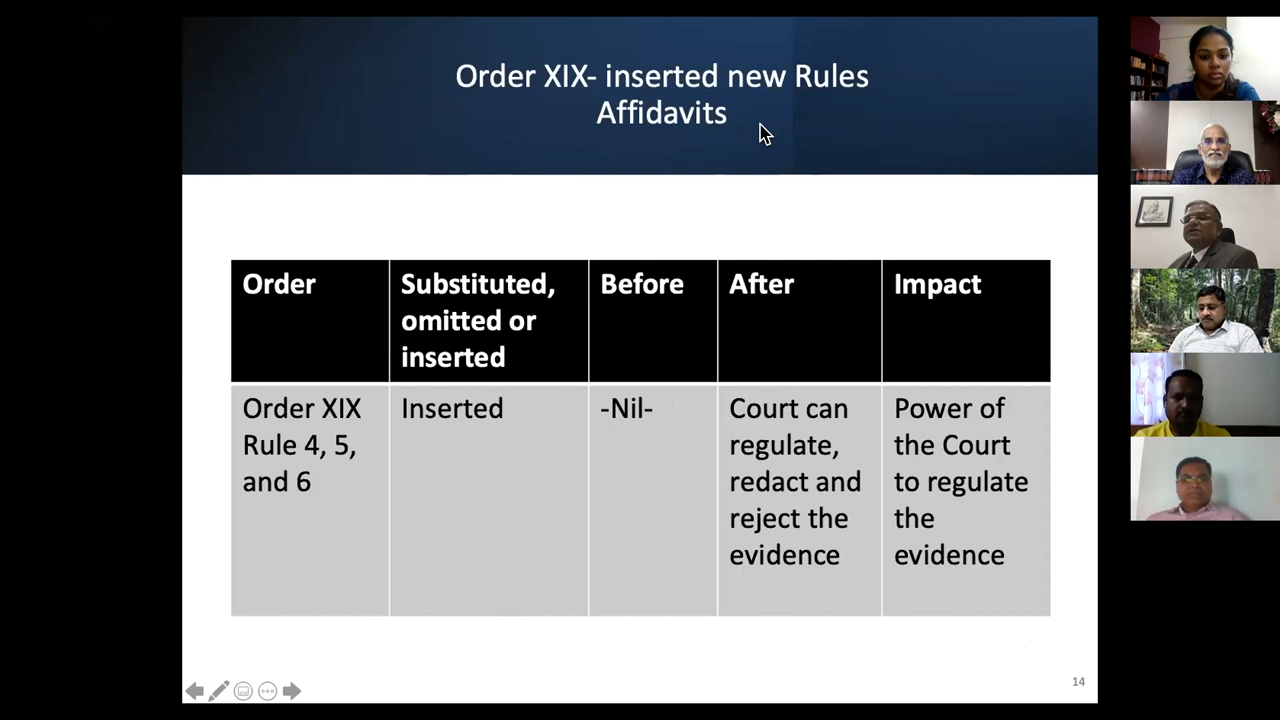 Order XIX- inserted new Rules
Affidavits
Order
Substituted,
omitted or
inserted
Before
After
Impact
Order XIX
Rule 4, 5,
and 6
Inserted
-Nil-
Court can
regulate,
redact and
reject the
evidence
Power of
the Court
to regulate
the
evidence
14